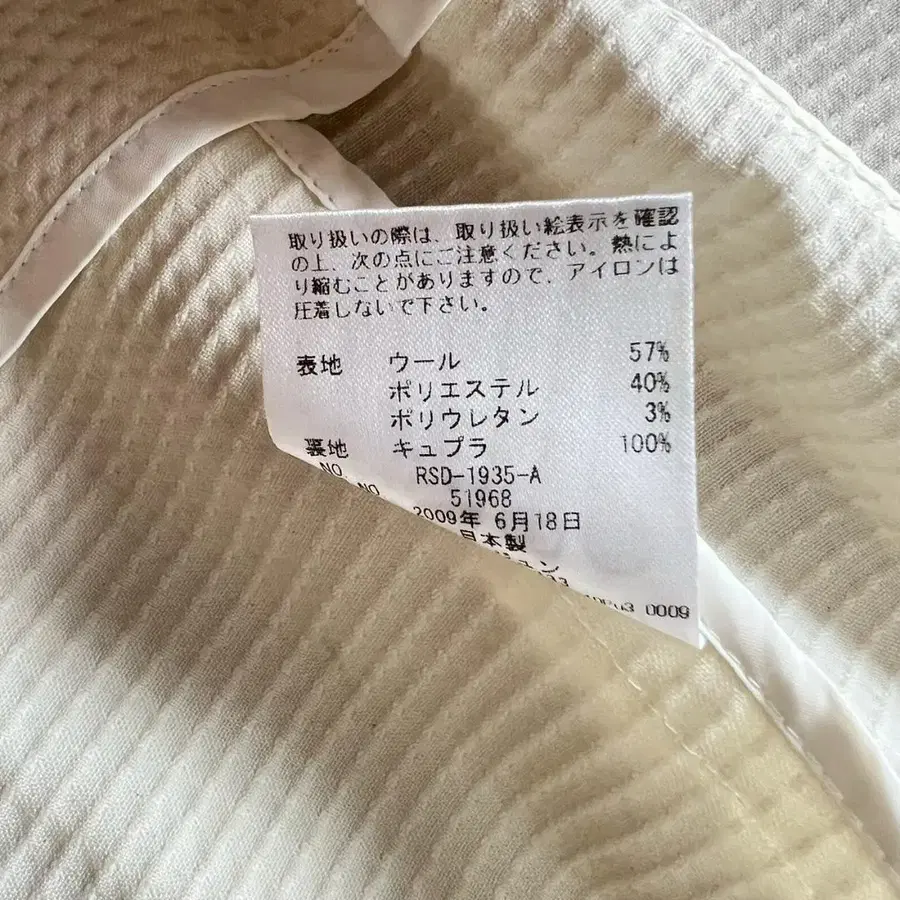 取り扱いの際は、取り扱い絵表示を確認
の上、次の点にご注意ください。熱によ
り縮むことがありますので、アイロンは
圧着しないで下さい。
表地 ウール 57%
ポリエステル 40%
ポリウレタン 3%
裏地 キュプラ 100%
NO RSD-1935-A
NO 51968
2009年 6月18日
日本製
ョン
0009